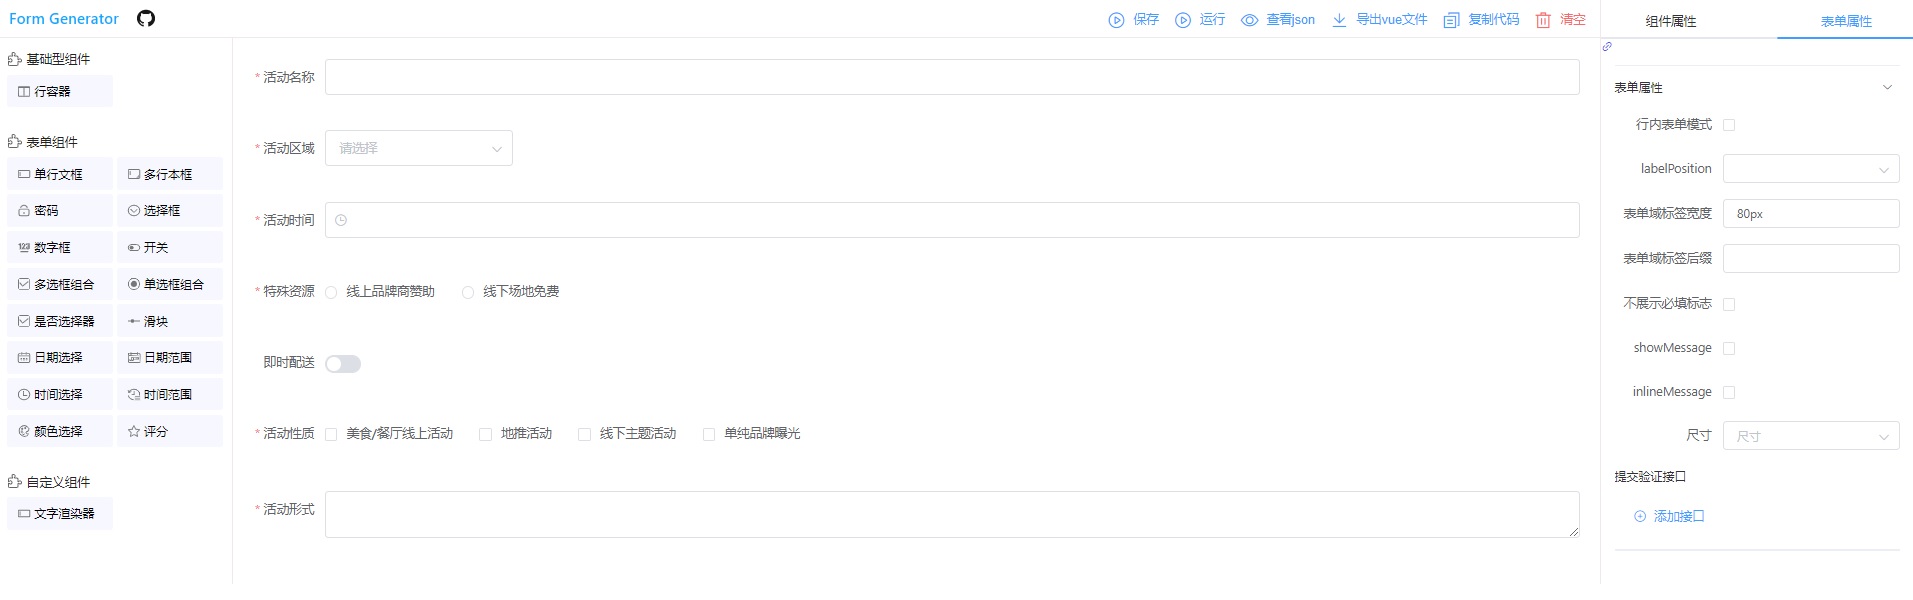 Form Generator
保存 运行 查看json 导出vue文件 复制代码 清空
组件属性 表单属性
基础型组件
行容器
表单组件
单行文框 多行本框
密码 选择框
数字框 开关
多选框组合 单选框组合
是否选择器 滑块
日期选择 日期范围
时间选择 时间范围
颜色选择 评分
自定义组件
文字渲染器
* 活动名称
* 活动区域 请选择
* 活动时间
* 特殊资源 线上品牌商赞助 线下场地免费
即时配送
* 活动性质 美食/餐厅线上活动 地推活动 线下主题活动 单纯品牌曝光
* 活动形式
表单属性
行内表单模式
labelPosition
表单域标签宽度 80px
表单域标签后缀
不展示必填标志
showMessage
inlineMessage
尺寸 尺寸
提交验证接口
添加接口